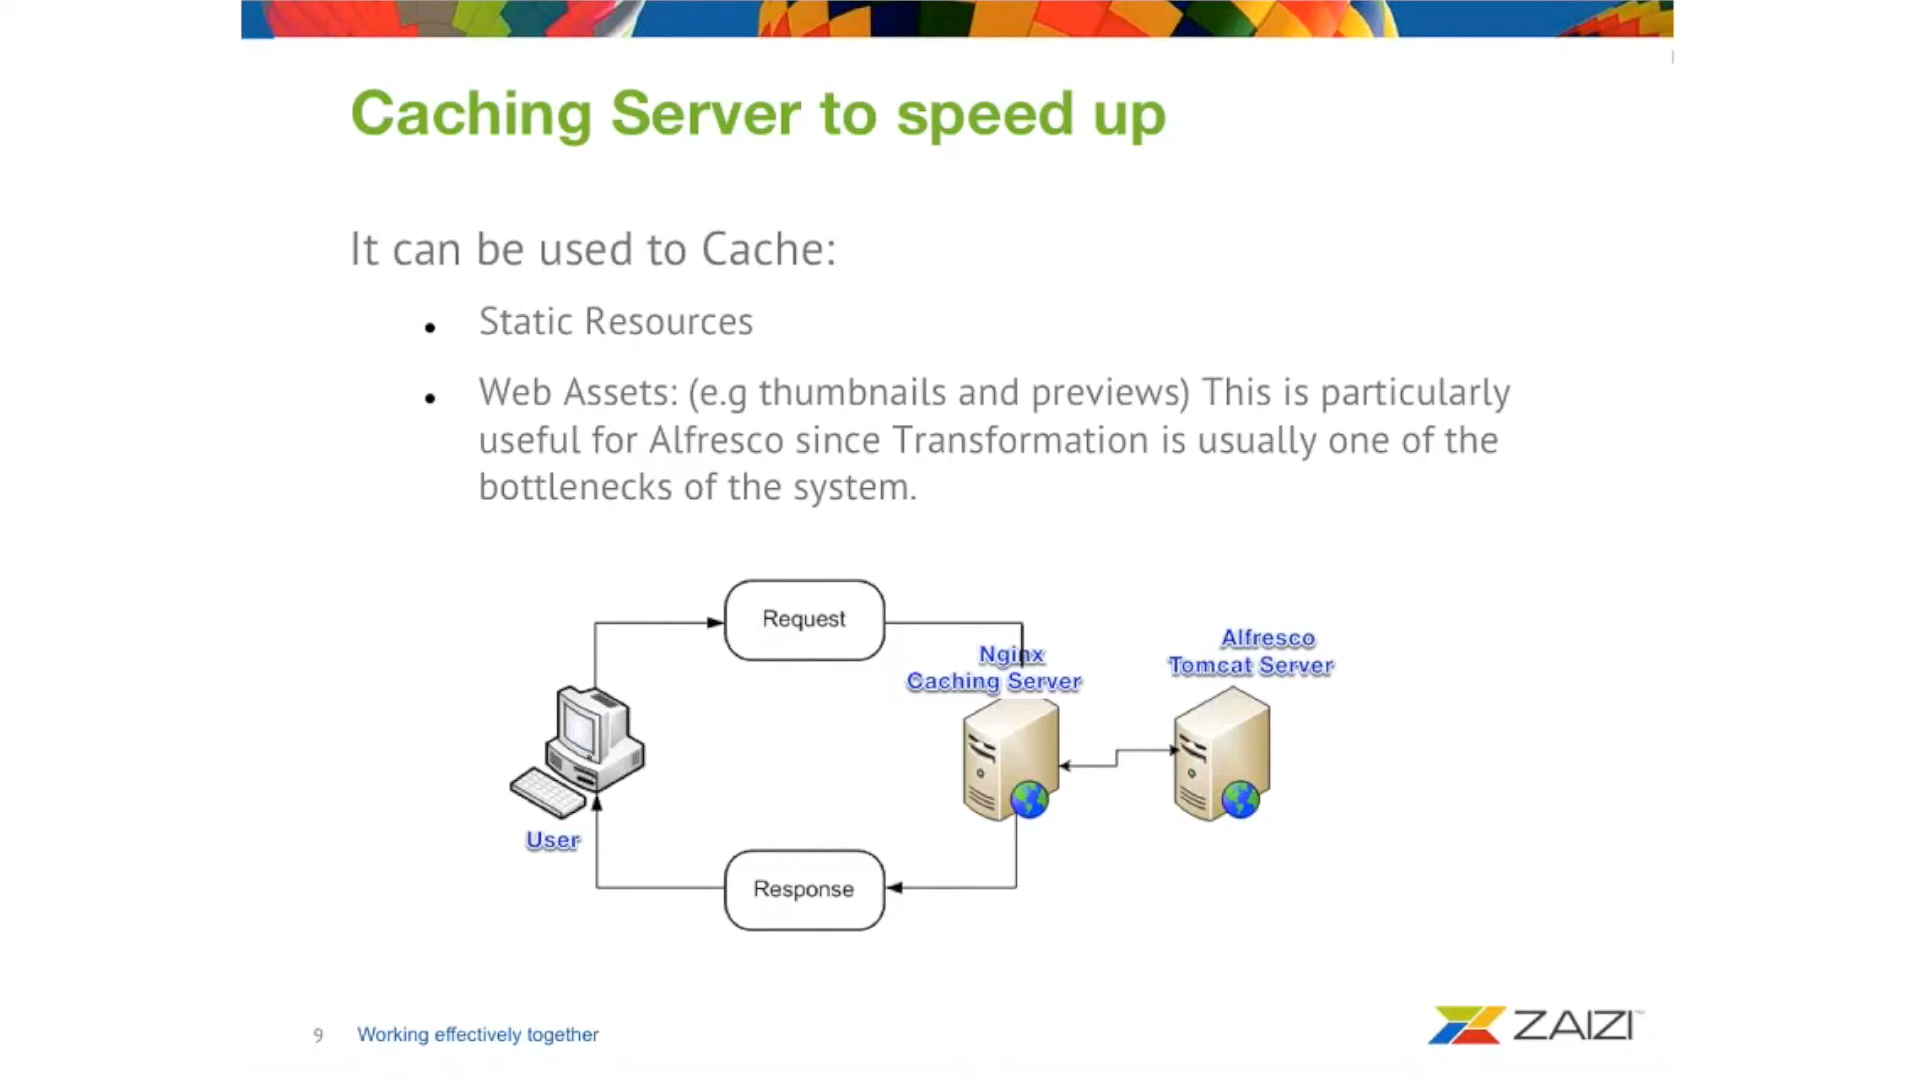 Caching Server to speed up
It can be used to Cache:
• Static Resources
• Web Assets: (e.g thumbnails and previews) This is particularly
useful for Alfresco since Transformation is usually one of the
bottlenecks of the system.
Request
Nginx
Caching Server
Alfresco
Tomcat Server
User
Response
9 Working effectively together
ZAIZI™